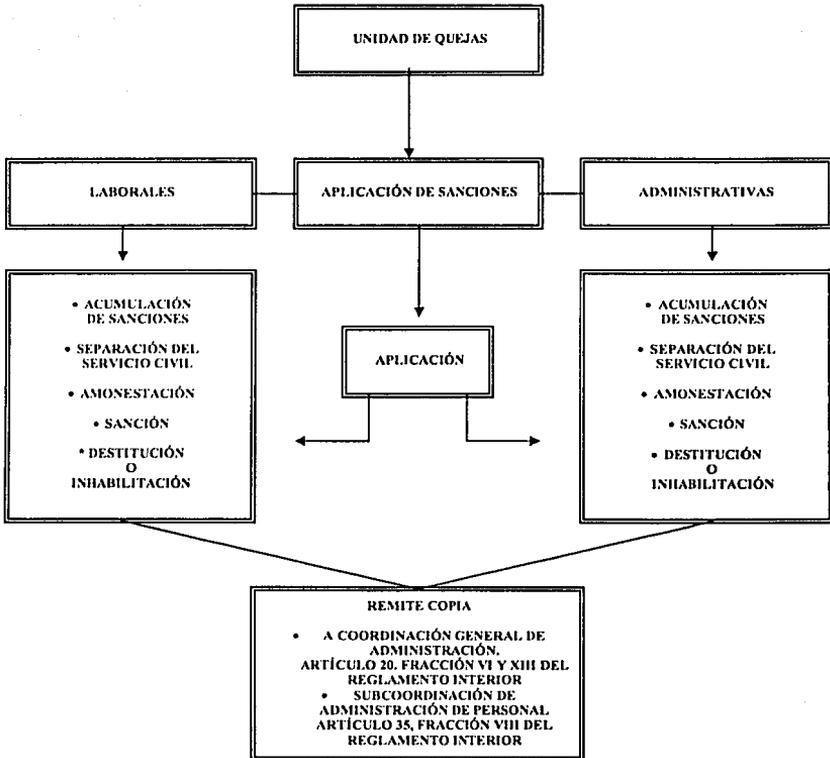 UNIDAD DE QUEJAS
LABORALES
APLICACIÓN DE SANCIONES
ADMINISTRATIVAS
• ACUMULACIÓN
DE SANCIONES
• SEPARACIÓN DEL
SERVICIO CIVIL
• AMONESTACIÓN
• SANCIÓN
* DESTITUCIÓN
O
INHABILITACIÓN
APLICACIÓN
• ACUMULACIÓN
DE SANCIONES
• SEPARACIÓN DEL
SERVICIO CIVIL
• AMONESTACIÓN
• SANCIÓN
• DESTITUCIÓN
O
INHABILITACIÓN
REMITE COPIA
• A COORDINACIÓN GENERAL DE
ADMINISTRACIÓN.
ARTÍCULO 20. FRACCIÓN VI Y XIII DEL
REGLAMENTO INTERIOR
• SUBCOORDINACIÓN DE
ADMINISTRACIÓN DE PERSONAL
ARTÍCULO 35, FRACCIÓN VIII DEL
REGLAMENTO INTERIOR